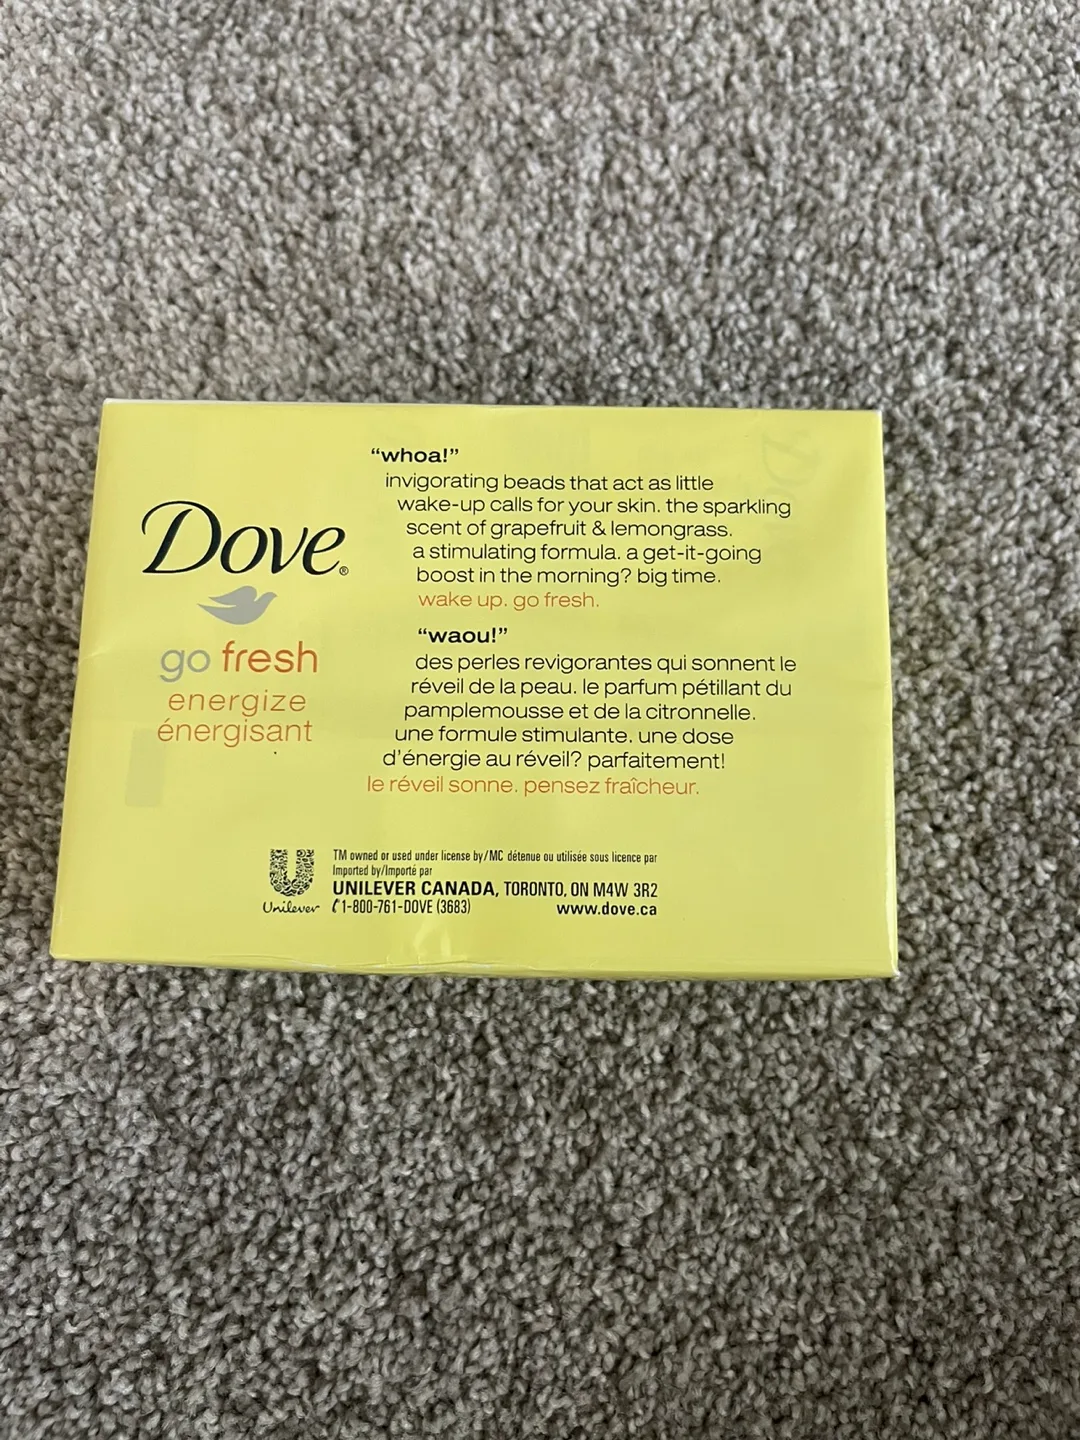 Dove®
go fresh
energize
énergisant
“whoa!”
invigorating beads that act as little
wake-up calls for your skin. the sparkling
scent of grapefruit & lemongrass.
a stimulating formula. a get-it-going
boost in the morning? big time.
wake up. go fresh.
“waou!”
des perles revigorantes qui sonnent le
réveil de la peau. le parfum pétillant du
pamplemousse et de la citronnelle.
une formule stimulante. une dose
d’énergie au réveil? parfaitement!
le réveil sonne. pensez fraîcheur.
Unilever
TM owned or used under license by/MC détenue ou utilisée sous licence par
Imported by/Importé par
UNILEVER CANADA, TORONTO, ON M4W 3R2
1-800-761-DOVE (3683) www.dove.ca